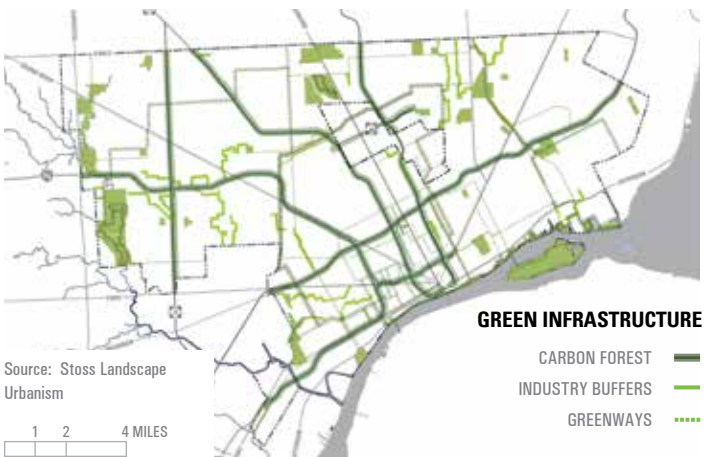 GREEN INFRASTRUCTURE
CARBON FOREST
INDUSTRY BUFFERS
GREENWAYS
Source: Stoss Landscape
Urbanism
1 2 4 MILES